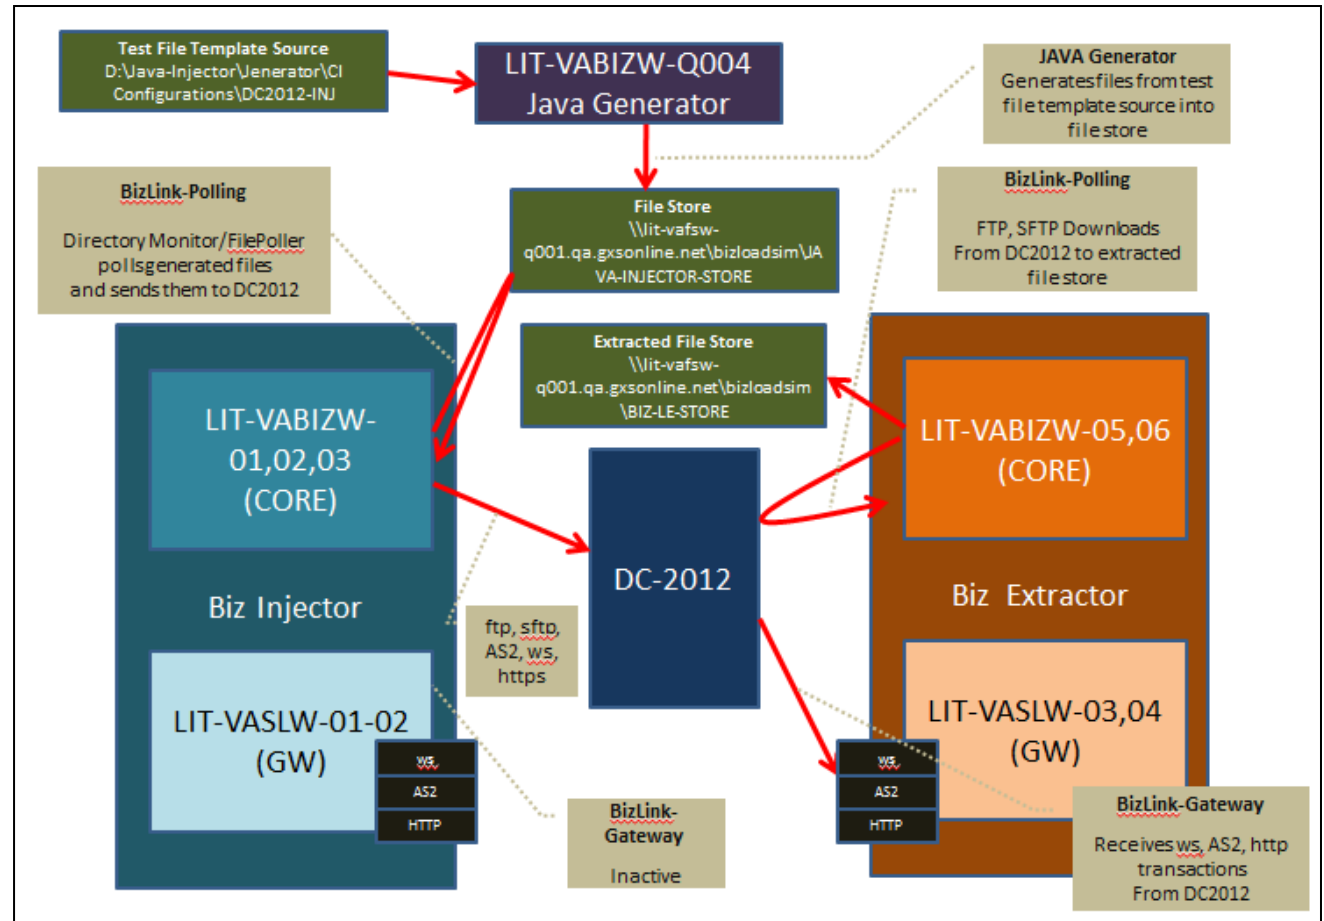 Test File Template Source
D:\Java-Injector\Jenerator\CI
Configurations\DC2012-INJ
LIT-VABIZW-Q004
Java Generator
JAVA Generator
Generates files from test
file template source into
file store
BizLink-Polling
Directory Monitor/FilePoller
polls generated files
and sends them to DC2012
File Store
\\lit-vafsw-
q001.qa.gxsonline.net\bizloadsim\JA
VA-INJECTOR-STORE
BizLink-Polling
FTP, SFTP Downloads
From DC2012 to extracted
file store
Extracted File Store
\\lit-vafsw-
q001.qa.gxsonline.net\bizloadsim
\BIZ-LE-STORE
LIT-VABIZW-
01,02,03
(CORE)
LIT-VABIZW-05,06
(CORE)
DC-2012
Biz Injector
Biz Extractor
ftp, sftp,
AS2, ws,
https
LIT-VASLW-01-02
(GW)
ws,
AS2
HTTP
LIT-VASLW-03,04
(GW)
ws,
AS2
HTTP
BizLink-
Gateway
Inactive
BizLink-Gateway
Receives ws, AS2, http
transactions
From DC2012